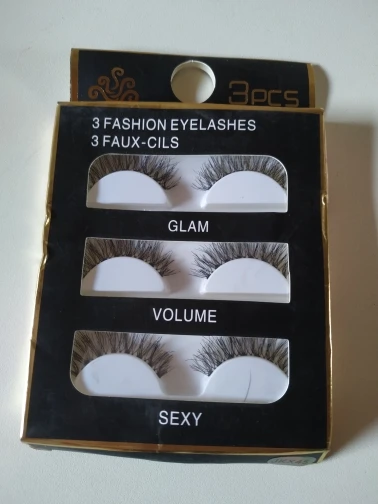 3PCS
3 FASHION EYELASHES
3 FAUX-CILS
GLAM
VOLUME
SEXY